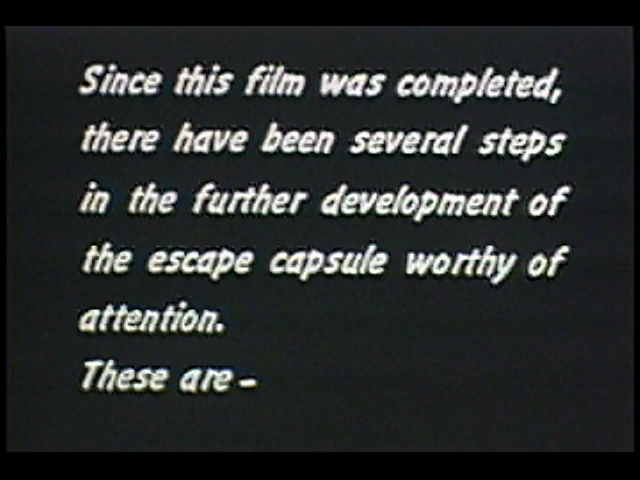 Since this film was completed,
there have been several steps
in the further development of
the escape capsule worthy of
attention.
These are –